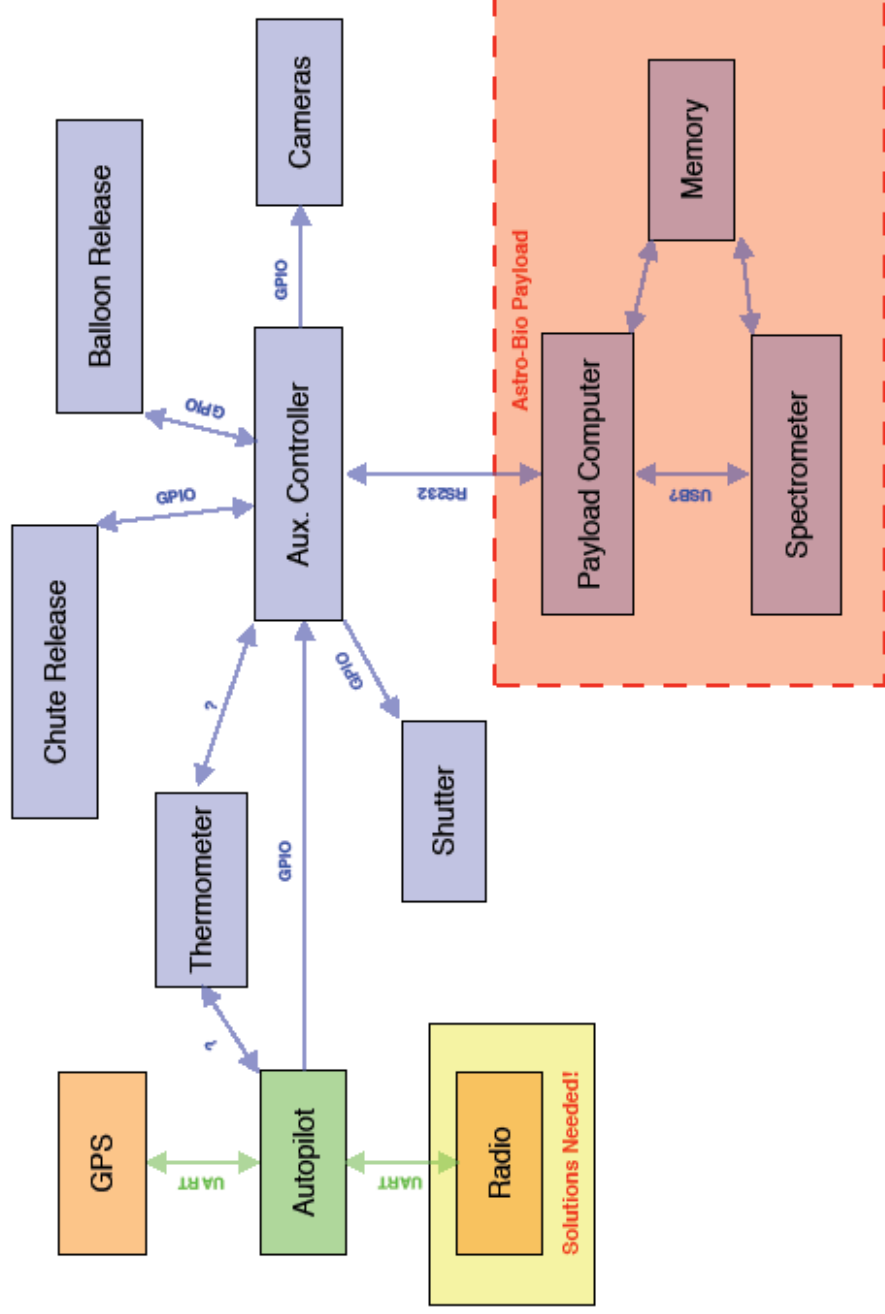 Chute Release
GPS
Balloon Release
GPIO
UART
Thermometer
GPIO
?
?
GPIO
GPIO
Autopilot
Aux. Controller
Cameras
GPIO
UART
Shutter
RS232
Radio
Astro-Bio Payload
Solutions Needed!
Payload Computer
USB?
Memory
Spectrometer